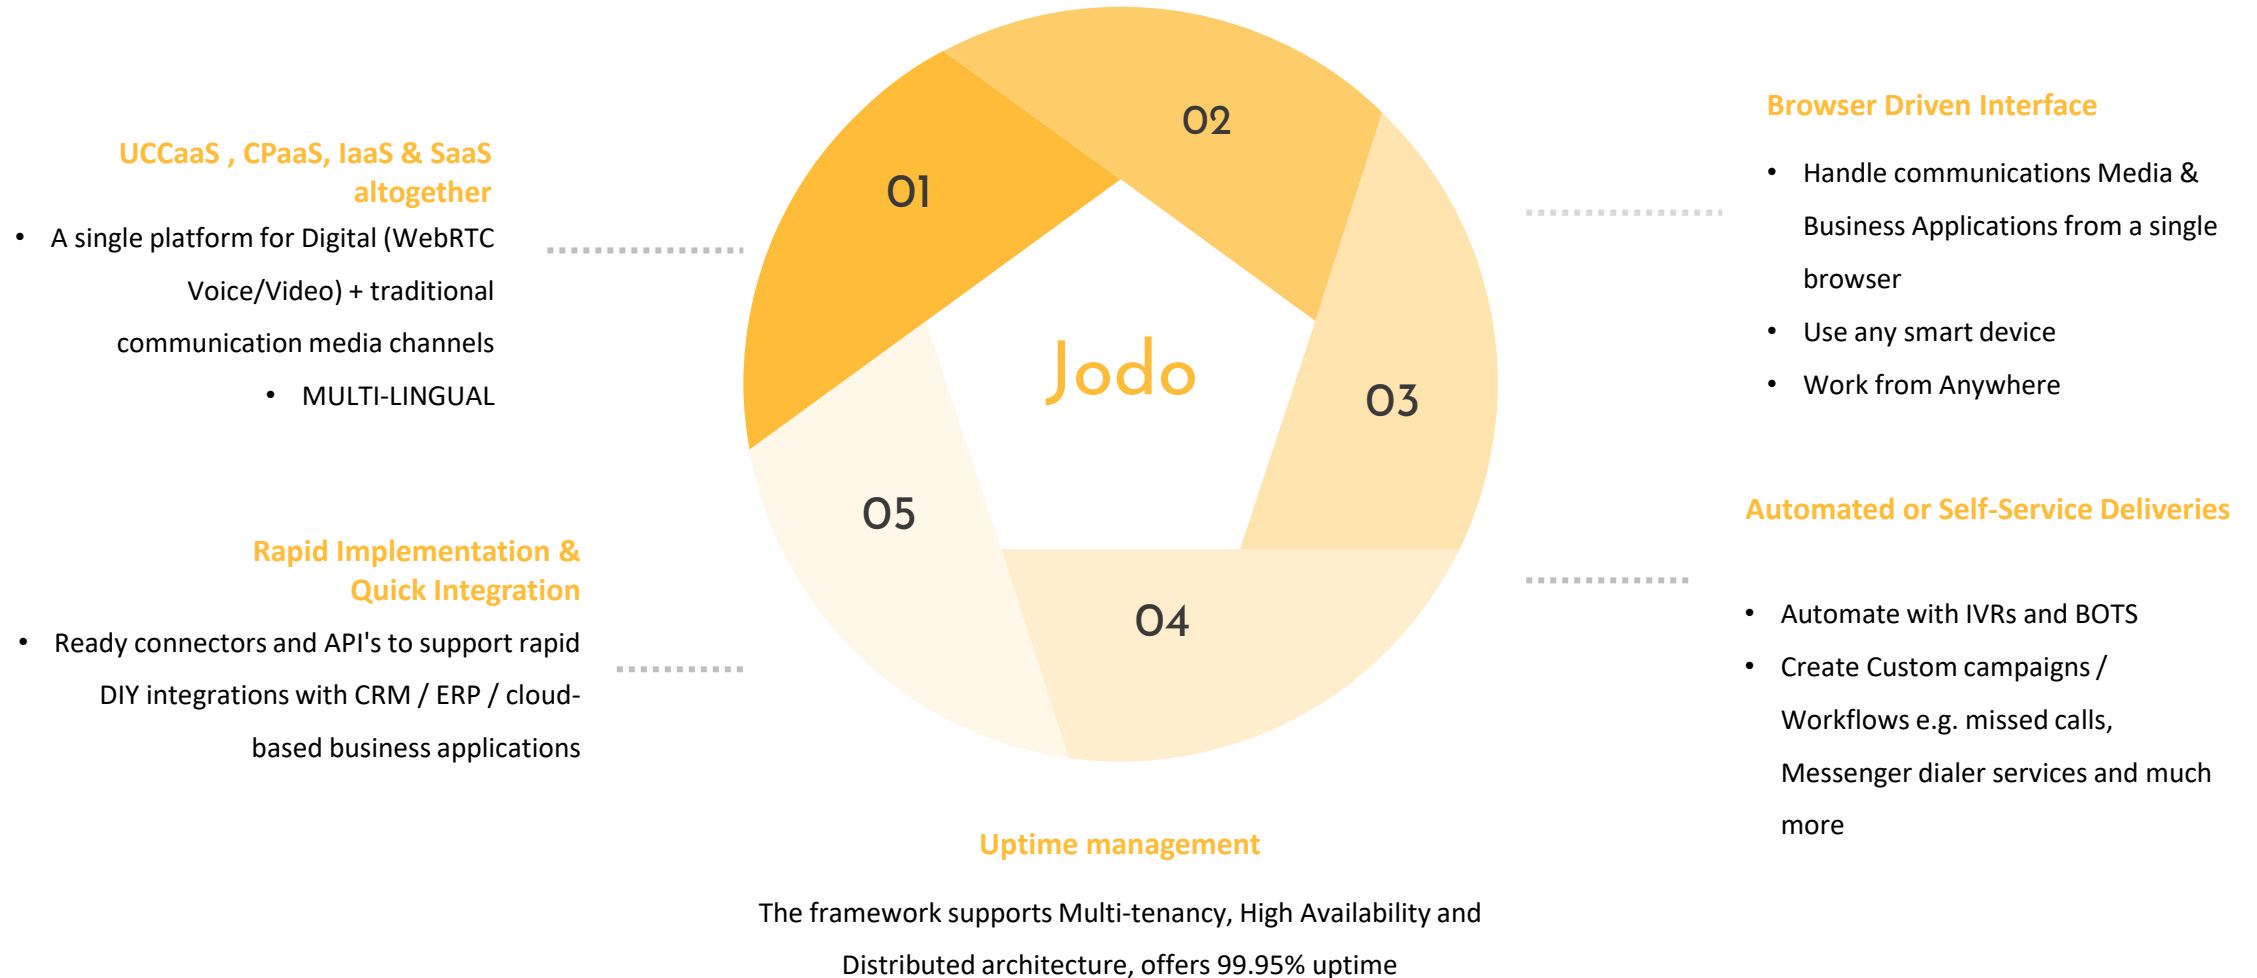 UCCaaS , CPaaS, IaaS & SaaS
altogether
• A single platform for Digital (WebRTC
Voice/Video) + traditional
communication media channels
• MULTI-LINGUAL
Rapid Implementation &
Quick Integration
• Ready connectors and API's to support rapid
DIY integrations with CRM / ERP / cloud-
based business applications
01
02
03
04
05
Jodo
Browser Driven Interface
• Handle communications Media &
Business Applications from a single
browser
• Use any smart device
• Work from Anywhere
Automated or Self-Service Deliveries
• Automate with IVRs and BOTS
• Create Custom campaigns /
Workflows e.g. missed calls,
Messenger dialer services and much
more
Uptime management
The framework supports Multi-tenancy, High Availability and
Distributed architecture, offers 99.95% uptime